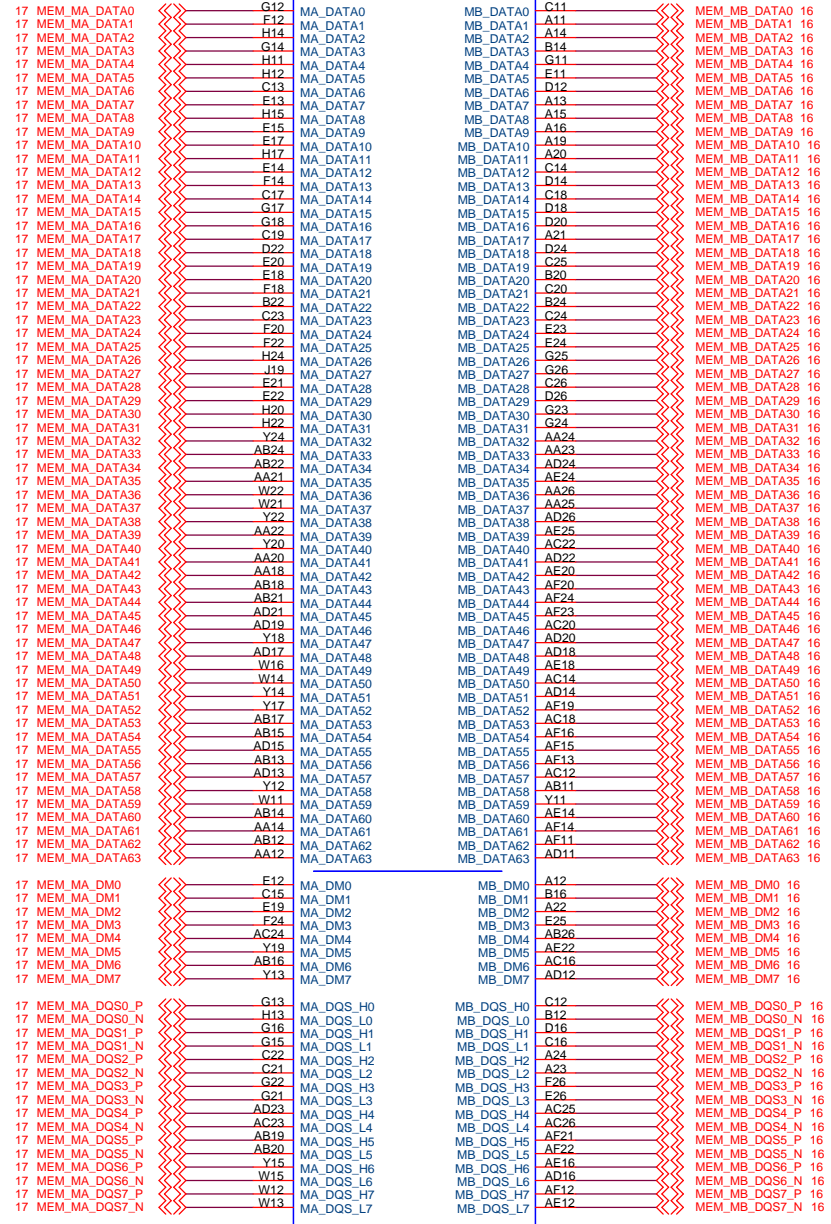 17 MEM_MA_DATA0 G12 MA_DATA0 MB_DATA0 C11 MEM_MB_DATA0 16
17 MEM_MA_DATA1 F12 MA_DATA1 MB_DATA1 A11 MEM_MB_DATA1 16
17 MEM_MA_DATA2 H14 MA_DATA2 MB_DATA2 A14 MEM_MB_DATA2 16
17 MEM_MA_DATA3 G14 MA_DATA3 MB_DATA3 B14 MEM_MB_DATA3 16
17 MEM_MA_DATA4 H11 MA_DATA4 MB_DATA4 G11 MEM_MB_DATA4 16
17 MEM_MA_DATA5 H12 MA_DATA5 MB_DATA5 E11 MEM_MB_DATA5 16
17 MEM_MA_DATA6 C13 MA_DATA6 MB_DATA6 D12 MEM_MB_DATA6 16
17 MEM_MA_DATA7 E13 MA_DATA7 MB_DATA7 A13 MEM_MB_DATA7 16
17 MEM_MA_DATA8 H15 MA_DATA8 MB_DATA8 A15 MEM_MB_DATA8 16
17 MEM_MA_DATA9 E15 MA_DATA9 MB_DATA9 A16 MEM_MB_DATA9 16
17 MEM_MA_DATA10 E17 MA_DATA10 MB_DATA10 A19 MEM_MB_DATA10 16
17 MEM_MA_DATA11 H17 MA_DATA11 MB_DATA11 A20 MEM_MB_DATA11 16
17 MEM_MA_DATA12 E14 MA_DATA12 MB_DATA12 C14 MEM_MB_DATA12 16
17 MEM_MA_DATA13 F14 MA_DATA13 MB_DATA13 D14 MEM_MB_DATA13 16
17 MEM_MA_DATA14 C17 MA_DATA14 MB_DATA14 C18 MEM_MB_DATA14 16
17 MEM_MA_DATA15 G17 MA_DATA15 MB_DATA15 D18 MEM_MB_DATA15 16
17 MEM_MA_DATA16 G18 MA_DATA16 MB_DATA16 D20 MEM_MB_DATA16 16
17 MEM_MA_DATA17 C19 MA_DATA17 MB_DATA17 A21 MEM_MB_DATA17 16
17 MEM_MA_DATA18 D22 MA_DATA18 MB_DATA18 D24 MEM_MB_DATA18 16
17 MEM_MA_DATA19 E20 MA_DATA19 MB_DATA19 C25 MEM_MB_DATA19 16
17 MEM_MA_DATA20 E18 MA_DATA20 MB_DATA20 B20 MEM_MB_DATA20 16
17 MEM_MA_DATA21 F18 MA_DATA21 MB_DATA21 C20 MEM_MB_DATA21 16
17 MEM_MA_DATA22 B22 MA_DATA22 MB_DATA22 B24 MEM_MB_DATA22 16
17 MEM_MA_DATA23 C23 MA_DATA23 MB_DATA23 C24 MEM_MB_DATA23 16
17 MEM_MA_DATA24 F20 MA_DATA24 MB_DATA24 E23 MEM_MB_DATA24 16
17 MEM_MA_DATA25 F22 MA_DATA25 MB_DATA25 E24 MEM_MB_DATA25 16
17 MEM_MA_DATA26 H24 MA_DATA26 MB_DATA26 G25 MEM_MB_DATA26 16
17 MEM_MA_DATA27 J19 MA_DATA27 MB_DATA27 G26 MEM_MB_DATA27 16
17 MEM_MA_DATA28 E21 MA_DATA28 MB_DATA28 C26 MEM_MB_DATA28 16
17 MEM_MA_DATA29 E22 MA_DATA29 MB_DATA29 D26 MEM_MB_DATA29 16
17 MEM_MA_DATA30 H20 MA_DATA30 MB_DATA30 G23 MEM_MB_DATA30 16
17 MEM_MA_DATA31 H22 MA_DATA31 MB_DATA31 G24 MEM_MB_DATA31 16
17 MEM_MA_DATA32 Y24 MA_DATA32 MB_DATA32 AA24 MEM_MB_DATA32 16
17 MEM_MA_DATA33 AB24 MA_DATA33 MB_DATA33 AA23 MEM_MB_DATA33 16
17 MEM_MA_DATA34 AB22 MA_DATA34 MB_DATA34 AD24 MEM_MB_DATA34 16
17 MEM_MA_DATA35 AA21 MA_DATA35 MB_DATA35 AE24 MEM_MB_DATA35 16
17 MEM_MA_DATA36 W22 MA_DATA36 MB_DATA36 AA26 MEM_MB_DATA36 16
17 MEM_MA_DATA37 W21 MA_DATA37 MB_DATA37 AA25 MEM_MB_DATA37 16
17 MEM_MA_DATA38 Y22 MA_DATA38 MB_DATA38 AD26 MEM_MB_DATA38 16
17 MEM_MA_DATA39 AA22 MA_DATA39 MB_DATA39 AE25 MEM_MB_DATA39 16
17 MEM_MA_DATA40 Y20 MA_DATA40 MB_DATA40 AC22 MEM_MB_DATA40 16
17 MEM_MA_DATA41 AA20 MA_DATA41 MB_DATA41 AD22 MEM_MB_DATA41 16
17 MEM_MA_DATA42 AA18 MA_DATA42 MB_DATA42 AE20 MEM_MB_DATA42 16
17 MEM_MA_DATA43 AB18 MA_DATA43 MB_DATA43 AF20 MEM_MB_DATA43 16
17 MEM_MA_DATA44 AB21 MA_DATA44 MB_DATA44 AF24 MEM_MB_DATA44 16
17 MEM_MA_DATA45 AD21 MA_DATA45 MB_DATA45 AF23 MEM_MB_DATA45 16
17 MEM_MA_DATA46 AD19 MA_DATA46 MB_DATA46 AC20 MEM_MB_DATA46 16
17 MEM_MA_DATA47 Y18 MA_DATA47 MB_DATA47 AD20 MEM_MB_DATA47 16
17 MEM_MA_DATA48 AD17 MA_DATA48 MB_DATA48 AD18 MEM_MB_DATA48 16
17 MEM_MA_DATA49 W16 MA_DATA49 MB_DATA49 AE18 MEM_MB_DATA49 16
17 MEM_MA_DATA50 W14 MA_DATA50 MB_DATA50 AC14 MEM_MB_DATA50 16
17 MEM_MA_DATA51 Y14 MA_DATA51 MB_DATA51 AD14 MEM_MB_DATA51 16
17 MEM_MA_DATA52 Y17 MA_DATA52 MB_DATA52 AF19 MEM_MB_DATA52 16
17 MEM_MA_DATA53 AB17 MA_DATA53 MB_DATA53 AC18 MEM_MB_DATA53 16
17 MEM_MA_DATA54 AB15 MA_DATA54 MB_DATA54 AF16 MEM_MB_DATA54 16
17 MEM_MA_DATA55 AD15 MA_DATA55 MB_DATA55 AF15 MEM_MB_DATA55 16
17 MEM_MA_DATA56 AB13 MA_DATA56 MB_DATA56 AF13 MEM_MB_DATA56 16
17 MEM_MA_DATA57 AD13 MA_DATA57 MB_DATA57 AC12 MEM_MB_DATA57 16
17 MEM_MA_DATA58 Y12 MA_DATA58 MB_DATA58 AB11 MEM_MB_DATA58 16
17 MEM_MA_DATA59 W11 MA_DATA59 MB_DATA59 Y11 MEM_MB_DATA59 16
17 MEM_MA_DATA60 AB14 MA_DATA60 MB_DATA60 AE14 MEM_MB_DATA60 16
17 MEM_MA_DATA61 AA14 MA_DATA61 MB_DATA61 AF14 MEM_MB_DATA61 16
17 MEM_MA_DATA62 AB12 MA_DATA62 MB_DATA62 AF11 MEM_MB_DATA62 16
17 MEM_MA_DATA63 AA12 MA_DATA63 MB_DATA63 AD11 MEM_MB_DATA63 16
17 MEM_MA_DM0 E12 MA_DM0 MB_DM0 A12 MEM_MB_DM0 16
17 MEM_MA_DM1 C15 MA_DM1 MB_DM1 B16 MEM_MB_DM1 16
17 MEM_MA_DM2 E19 MA_DM2 MB_DM2 A22 MEM_MB_DM2 16
17 MEM_MA_DM3 F24 MA_DM3 MB_DM3 E25 MEM_MB_DM3 16
17 MEM_MA_DM4 AC24 MA_DM4 MB_DM4 AB26 MEM_MB_DM4 16
17 MEM_MA_DM5 Y19 MA_DM5 MB_DM5 AE22 MEM_MB_DM5 16
17 MEM_MA_DM6 AB16 MA_DM6 MB_DM6 AC16 MEM_MB_DM6 16
17 MEM_MA_DM7 Y13 MA_DM7 MB_DM7 AD12 MEM_MB_DM7 16
17 MEM_MA_DQS0_P G13 MA_DQS_H0 MB_DQS_H0 C12 MEM_MB_DQS0_P 16
17 MEM_MA_DQS0_N H13 MA_DQS_L0 MB_DQS_L0 B12 MEM_MB_DQS0_N 16
17 MEM_MA_DQS1_P G16 MA_DQS_H1 MB_DQS_H1 D16 MEM_MB_DQS1_P 16
17 MEM_MA_DQS1_N G15 MA_DQS_L1 MB_DQS_L1 C16 MEM_MB_DQS1_N 16
17 MEM_MA_DQS2_P C22 MA_DQS_H2 MB_DQS_H2 A24 MEM_MB_DQS2_P 16
17 MEM_MA_DQS2_N C21 MA_DQS_L2 MB_DQS_L2 A23 MEM_MB_DQS2_N 16
17 MEM_MA_DQS3_P G22 MA_DQS_H3 MB_DQS_H3 F26 MEM_MB_DQS3_P 16
17 MEM_MA_DQS3_N G21 MA_DQS_L3 MB_DQS_L3 E26 MEM_MB_DQS3_N 16
17 MEM_MA_DQS4_P AD23 MA_DQS_H4 MB_DQS_H4 AC25 MEM_MB_DQS4_P 16
17 MEM_MA_DQS4_N AC23 MA_DQS_L4 MB_DQS_L4 AC26 MEM_MB_DQS4_N 16
17 MEM_MA_DQS5_P AB19 MA_DQS_H5 MB_DQS_H5 AF21 MEM_MB_DQS5_P 16
17 MEM_MA_DQS5_N AB20 MA_DQS_L5 MB_DQS_L5 AF22 MEM_MB_DQS5_N 16
17 MEM_MA_DQS6_P Y15 MA_DQS_H6 MB_DQS_H6 AE16 MEM_MB_DQS6_P 16
17 MEM_MA_DQS6_N W15 MA_DQS_L6 MB_DQS_L6 AD16 MEM_MB_DQS6_N 16
17 MEM_MA_DQS7_P W12 MA_DQS_H7 MB_DQS_H7 AF12 MEM_MB_DQS7_P 16
17 MEM_MA_DQS7_N W13 MA_DQS_L7 MB_DQS_L7 AE12 MEM_MB_DQS7_N 16